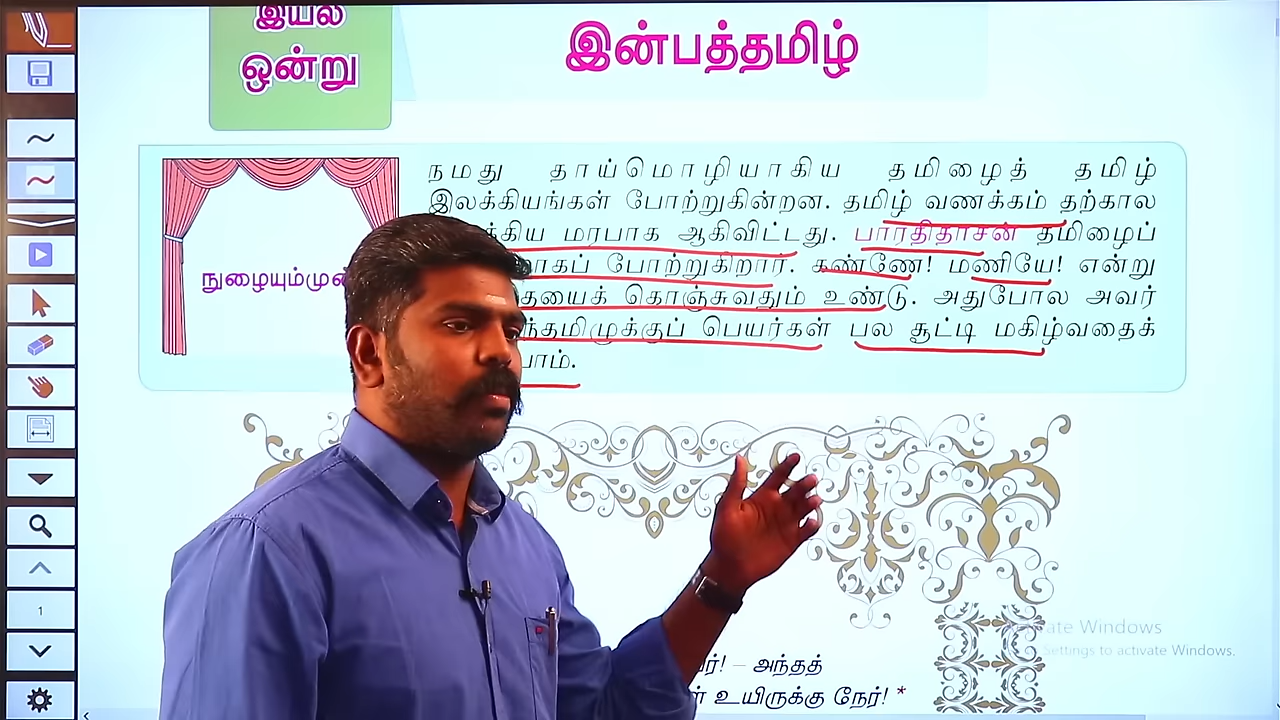 இயல்
ஒன்று
இன்பத்தமிழ்
நுழையும்முன்
நமது தாய்மொழியாகிய தமிழைத் தமிழ்
இலக்கியங்கள் போற்றுகின்றன. தமிழ் வணக்கம் தற்கால
மரபாக ஆகிவிட்டது. பாரதிதாசன் தமிழைப்
போற்றுகிறார். கண்ணே! மணியே! என்று
கொஞ்சுவதும் உண்டு. அதுபோல அவர்
பெயர்கள் பல சூட்டி மகிழ்வதைக்
– அந்தத்
உயிருக்கு நேர்! *
1
Activate Windows
Settings to activate Windows.